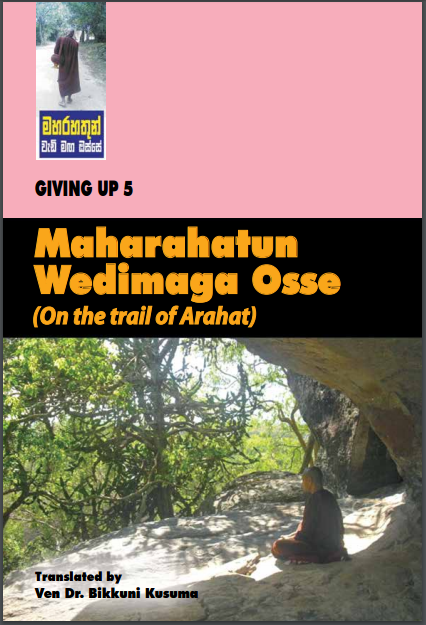 මහරහතුන්
වැඩි මඟ ඔස්සේ
GIVING UP 5
Maharahatun
Wedimaga Osse
(On the trail of Arahat)
Translated by
Ven Dr. Bikkuni Kusuma